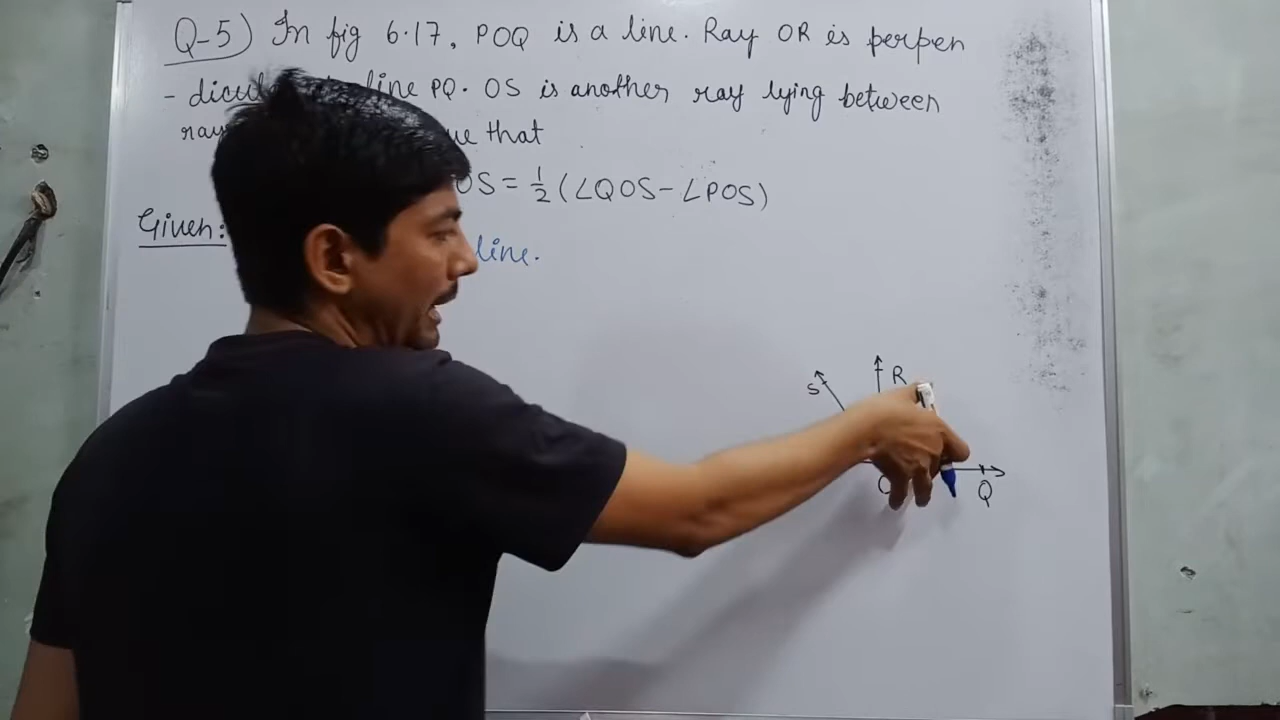 Q-5) In fig 6.17, POQ is a line. Ray OR is perpen
- dicul line PQ. OS is another ray lying between
ray that
OS = 1/2 (∠QOS - ∠POS)
Given:
line.
S
R
O
Q